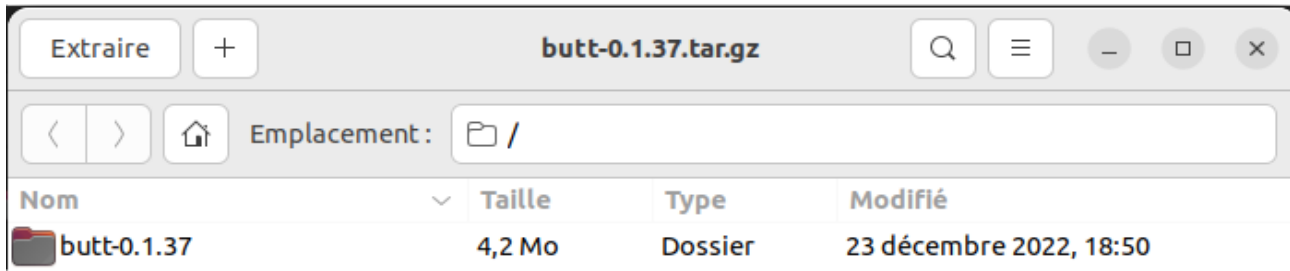 Extraire + butt-0.1.37.tar.gz
Emplacement : /
Nom Taille Type Modifié
butt-0.1.37 4,2 Mo Dossier 23 décembre 2022, 18:50